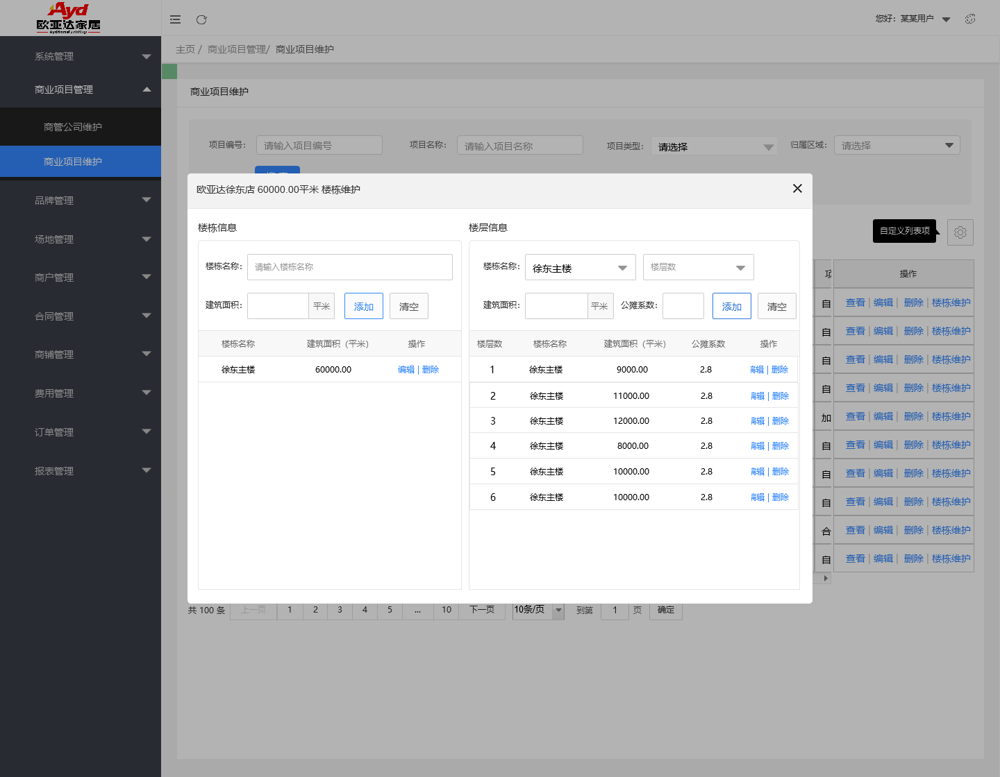 Ayd
欧亚达家居
AydHomeFurnishings
您好：某某用户
主页 / 商业项目管理/ 商业项目维护
系统管理
商业项目管理
商管公司维护
商业项目维护
品牌管理
场地管理
商户管理
合同管理
商铺管理
费用管理
订单管理
报表管理
商业项目维护
项目编号： 请输入项目编号 项目名称： 请输入项目名称 项目类型： 请选择 归属区域： 请选择
自定义列表项
欧亚达徐东店 60000.00平米 楼栋维护
楼栋信息
楼栋名称： 请输入楼栋名称
建筑面积： 平米 添加 清空
楼栋名称 建筑面积（平米） 操作
徐东主楼 60000.00 编辑 | 删除
楼层信息
楼栋名称： 徐东主楼 楼层数
建筑面积： 平米 公摊系数： 添加 清空
楼层数 楼栋名称 建筑面积（平米） 公摊系数 操作
1 徐东主楼 9000.00 2.8 编辑 | 删除
2 徐东主楼 11000.00 2.8 编辑 | 删除
3 徐东主楼 12000.00 2.8 编辑 | 删除
4 徐东主楼 8000.00 2.8 编辑 | 删除
5 徐东主楼 10000.00 2.8 编辑 | 删除
6 徐东主楼 10000.00 2.8 编辑 | 删除
项 操作
自 查看 | 编辑 | 删除 | 楼栋维护
自 查看 | 编辑 | 删除 | 楼栋维护
自 查看 | 编辑 | 删除 | 楼栋维护
自 查看 | 编辑 | 删除 | 楼栋维护
加 查看 | 编辑 | 删除 | 楼栋维护
自 查看 | 编辑 | 删除 | 楼栋维护
自 查看 | 编辑 | 删除 | 楼栋维护
自 查看 | 编辑 | 删除 | 楼栋维护
合 查看 | 编辑 | 删除 | 楼栋维护
自 查看 | 编辑 | 删除 | 楼栋维护
共 100 条 上一页 1 2 3 4 5 ... 10 下一页 10条/页 到第 1 页 确定